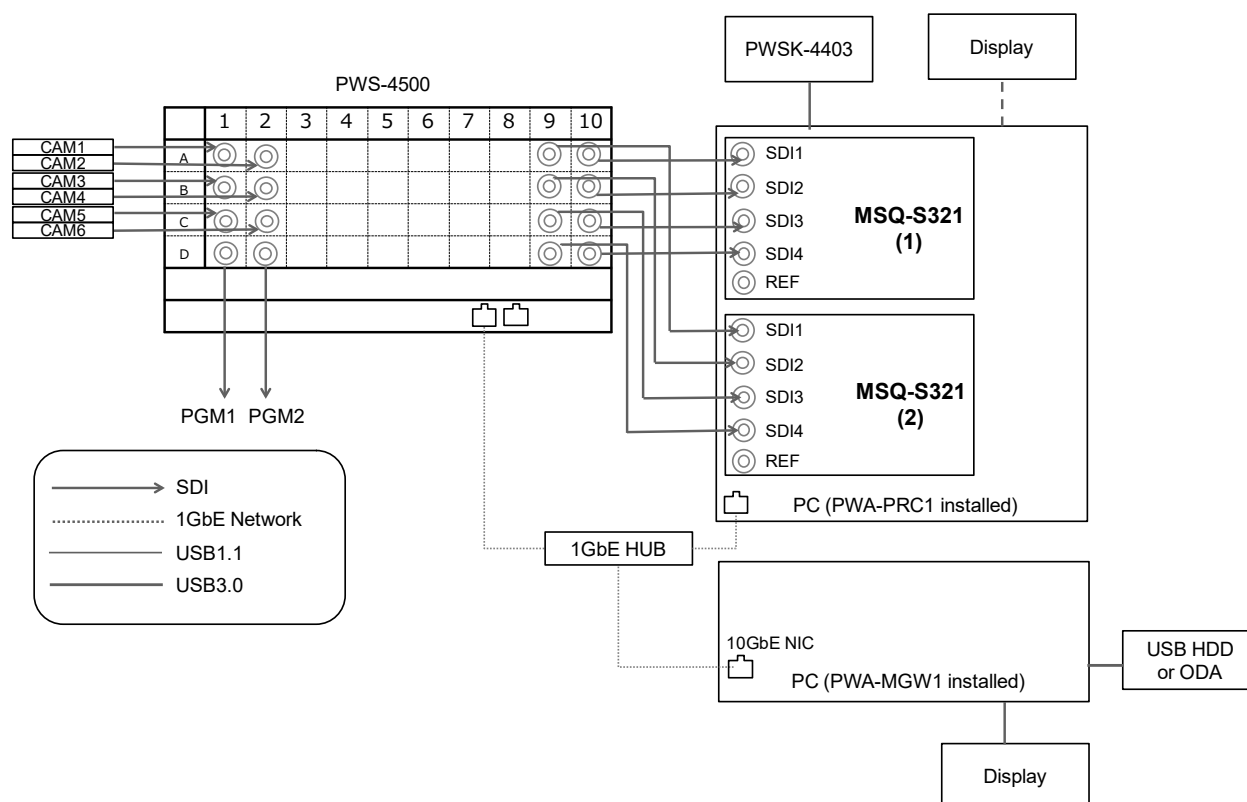 PWSK-4403
Display
PWS-4500
1 2 3 4 5 6 7 8 9 10
CAM1
CAM2
CAM3
CAM4
CAM5
CAM6
A
B
C
D
SDI1
SDI2
SDI3
SDI4
REF
MSQ-S321
(1)
SDI1
SDI2
SDI3
SDI4
REF
MSQ-S321
(2)
PC (PWA-PRC1 installed)
PGM1 PGM2
SDI
1GbE Network
USB1.1
USB3.0
1GbE HUB
10GbE NIC
PC (PWA-MGW1 installed)
USB HDD
or ODA
Display